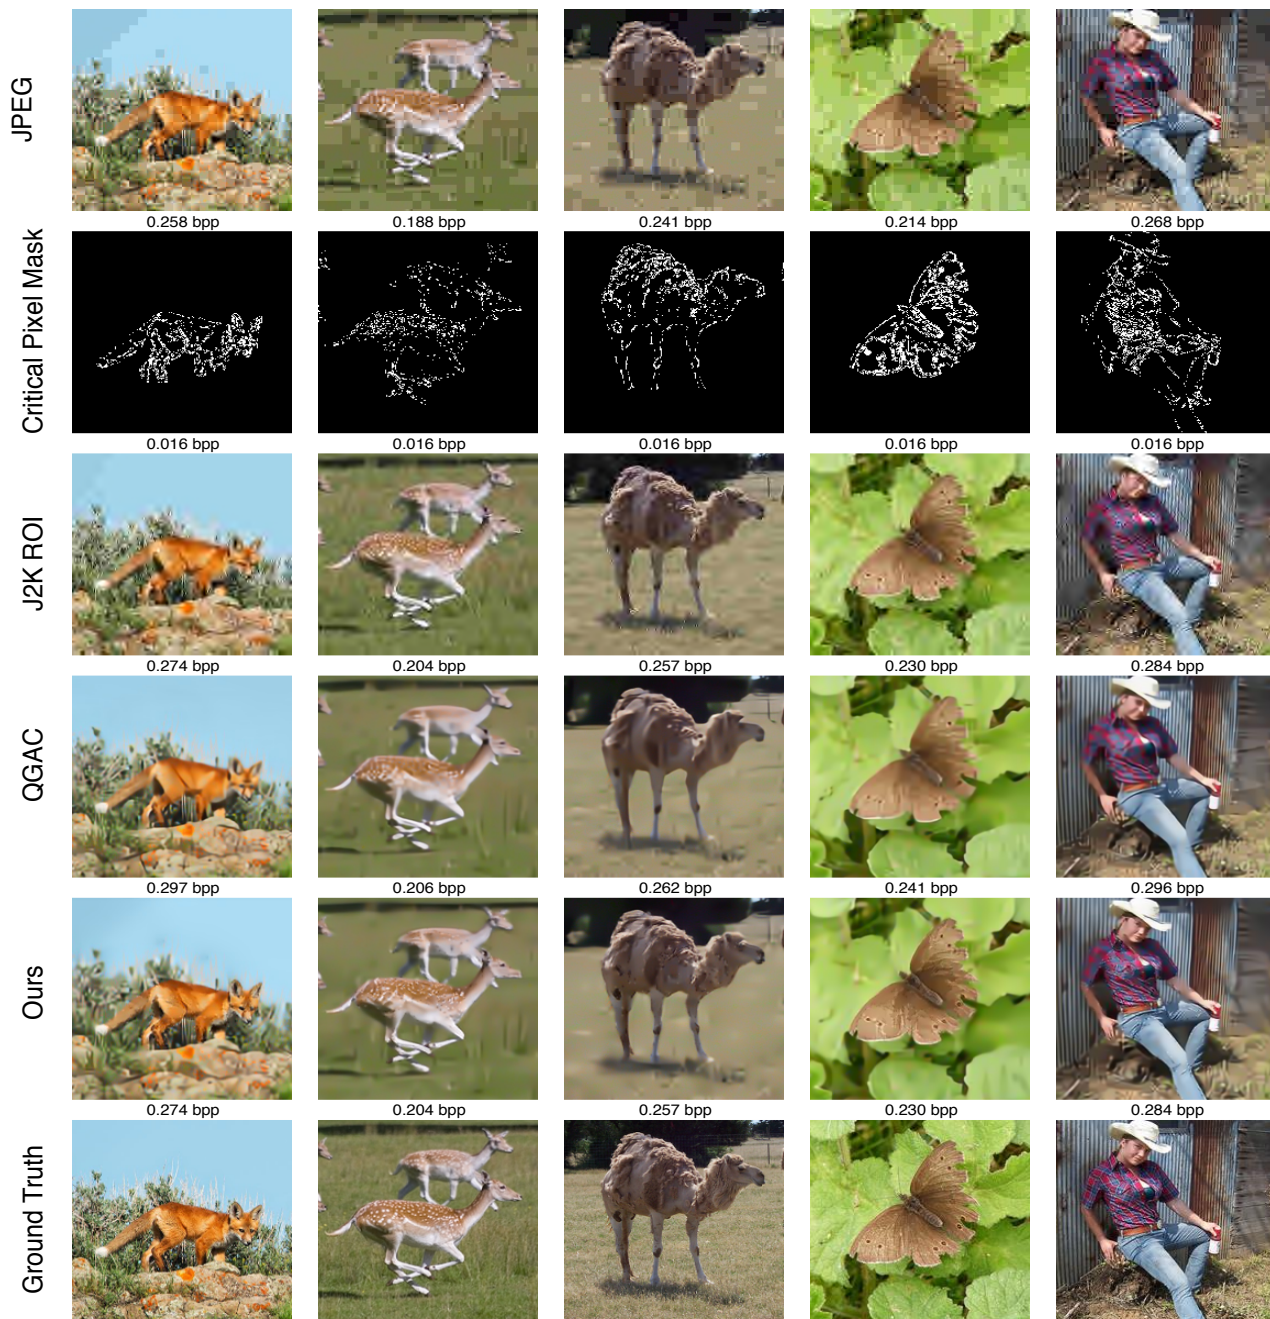 JPEG
0.258 bpp 0.188 bpp 0.241 bpp 0.214 bpp 0.268 bpp
Critical Pixel Mask
0.016 bpp 0.016 bpp 0.016 bpp 0.016 bpp 0.016 bpp
J2K ROI
0.274 bpp 0.204 bpp 0.257 bpp 0.230 bpp 0.284 bpp
QGAC
0.297 bpp 0.206 bpp 0.262 bpp 0.241 bpp 0.296 bpp
Ours
0.274 bpp 0.204 bpp 0.257 bpp 0.230 bpp 0.284 bpp
Ground Truth